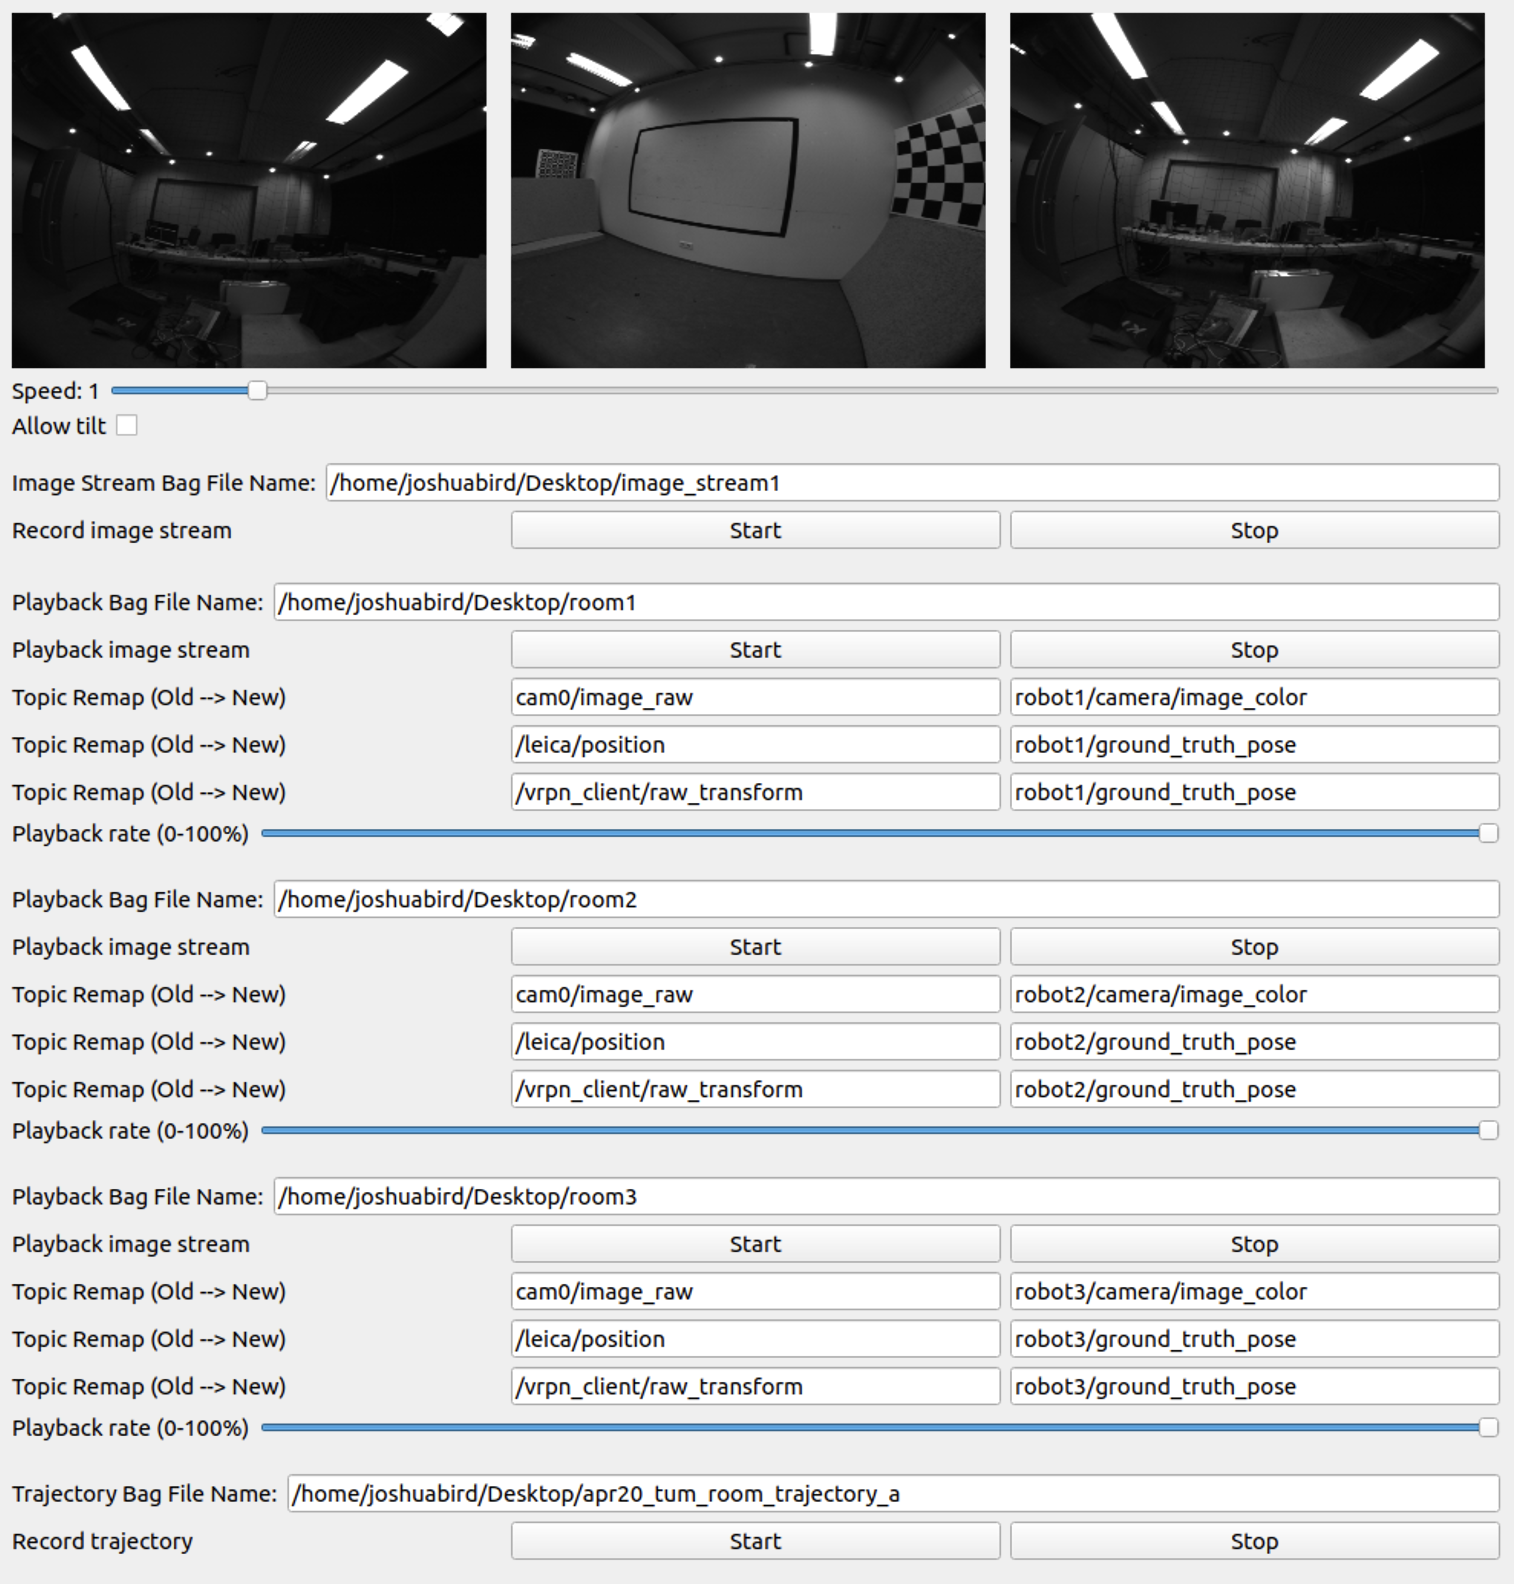 Speed: 1
Allow tilt
Image Stream Bag File Name: /home/joshuabird/Desktop/image_stream1
Record image stream Start Stop
Playback Bag File Name: /home/joshuabird/Desktop/room1
Playback image stream Start Stop
Topic Remap (Old --> New) cam0/image_raw robot1/camera/image_color
Topic Remap (Old --> New) /leica/position robot1/ground_truth_pose
Topic Remap (Old --> New) /vrpn_client/raw_transform robot1/ground_truth_pose
Playback rate (0-100%)
Playback Bag File Name: /home/joshuabird/Desktop/room2
Playback image stream Start Stop
Topic Remap (Old --> New) cam0/image_raw robot2/camera/image_color
Topic Remap (Old --> New) /leica/position robot2/ground_truth_pose
Topic Remap (Old --> New) /vrpn_client/raw_transform robot2/ground_truth_pose
Playback rate (0-100%)
Playback Bag File Name: /home/joshuabird/Desktop/room3
Playback image stream Start Stop
Topic Remap (Old --> New) cam0/image_raw robot3/camera/image_color
Topic Remap (Old --> New) /leica/position robot3/ground_truth_pose
Topic Remap (Old --> New) /vrpn_client/raw_transform robot3/ground_truth_pose
Playback rate (0-100%)
Trajectory Bag File Name: /home/joshuabird/Desktop/apr20_tum_room_trajectory_a
Record trajectory Start Stop